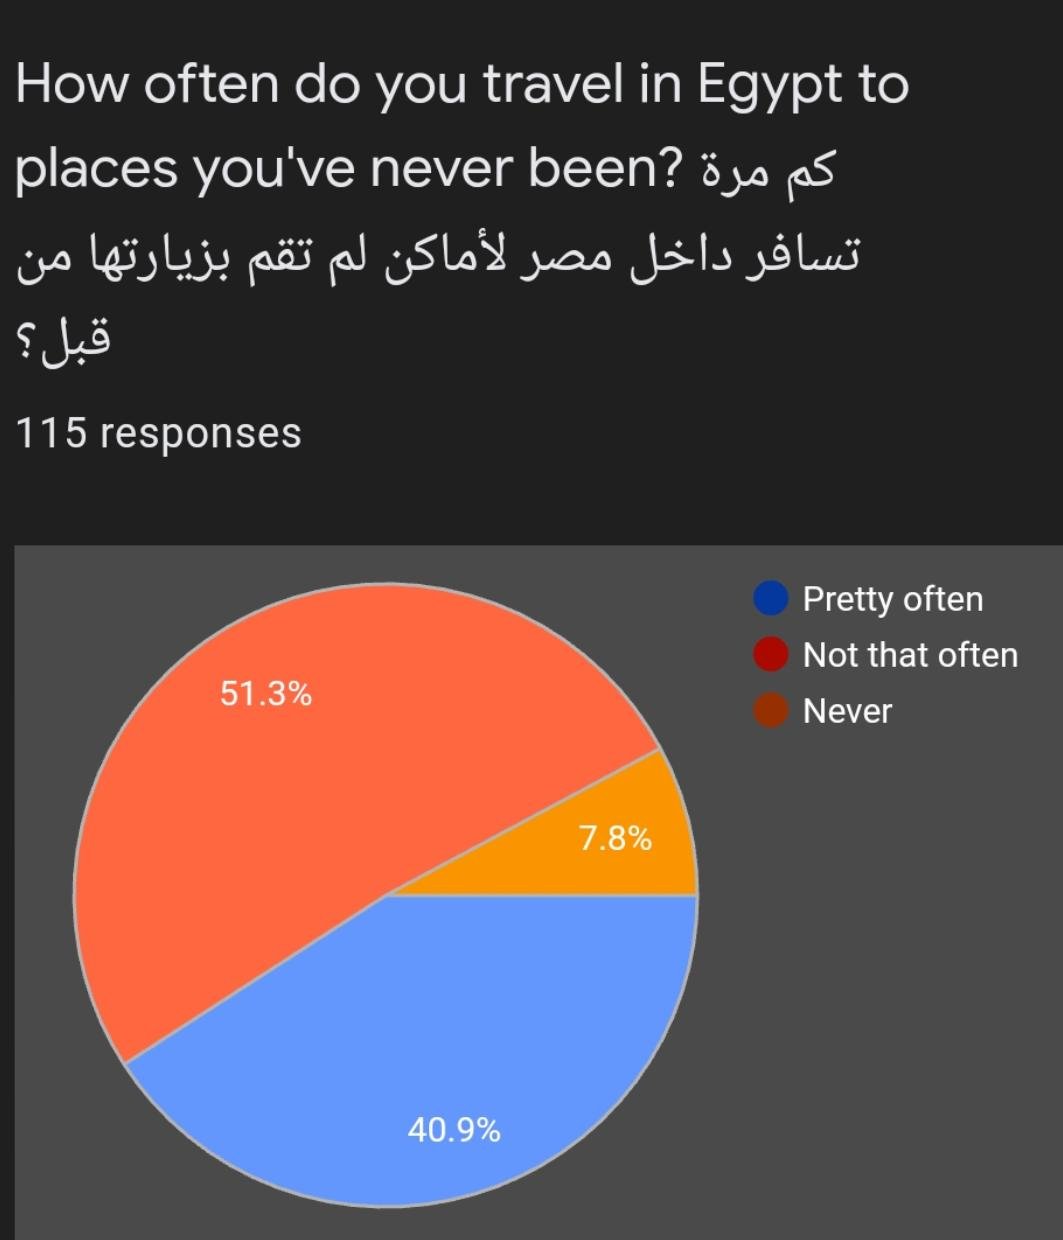 How often do you travel in Egypt to
places you've never been? كم مرة
تسافر داخل مصر لأماكن لم تقم بزيارتها من
قبل؟
115 responses
Pretty often
Not that often
Never
51.3%
7.8%
40.9%